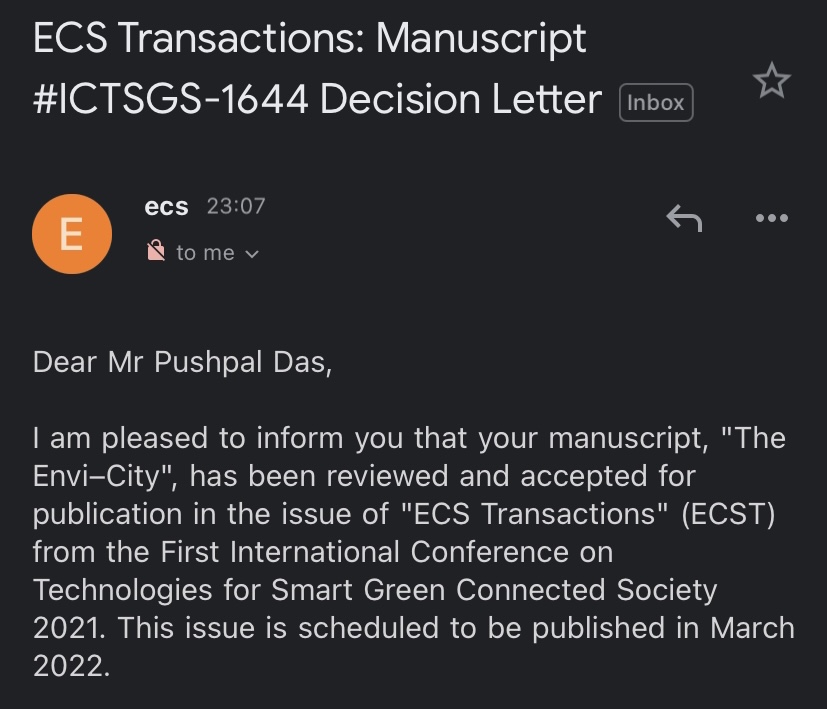 ECS Transactions: Manuscript
#ICTSGS-1644 Decision Letter Inbox
E
ecs 23:07
to me
Dear Mr Pushpal Das,
I am pleased to inform you that your manuscript, "The
Envi–City", has been reviewed and accepted for
publication in the issue of "ECS Transactions" (ECST)
from the First International Conference on
Technologies for Smart Green Connected Society
2021. This issue is scheduled to be published in March
2022.